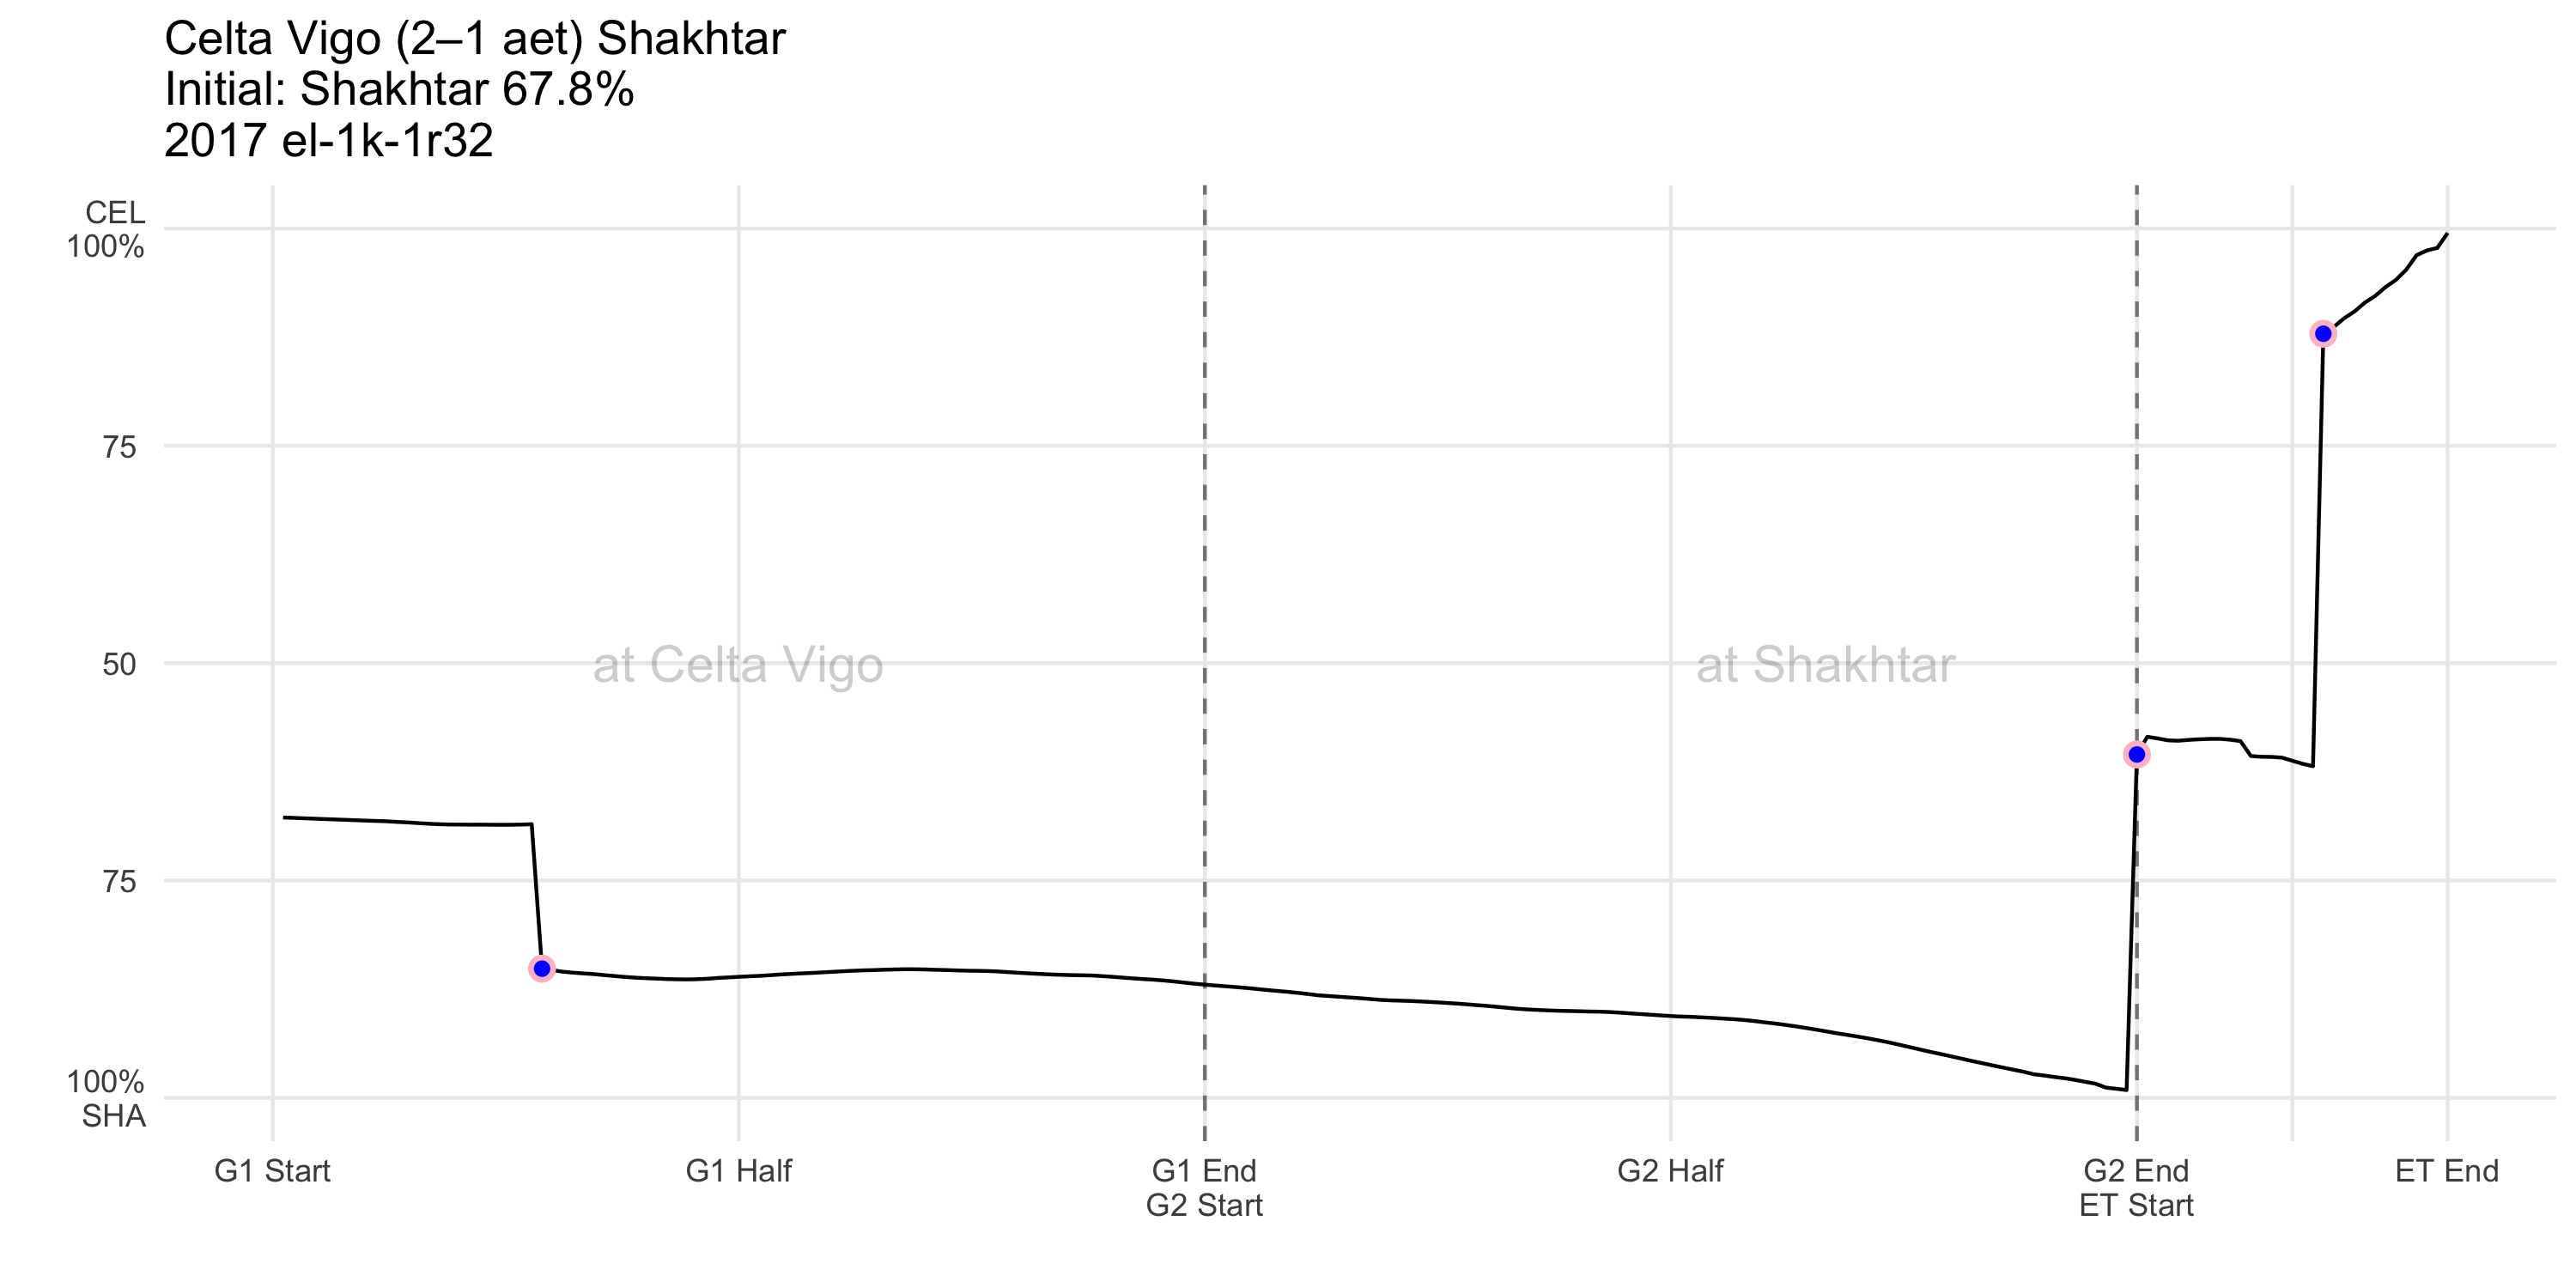 Celta Vigo (2–1 aet) Shakhtar
Initial: Shakhtar 67.8%
2017 el-1k-1r32
CEL
100%
75
50
75
100%
SHA
at Celta Vigo
at Shakhtar
G1 Start
G1 Half
G1 End
G2 Start
G2 Half
G2 End
ET Start
ET End